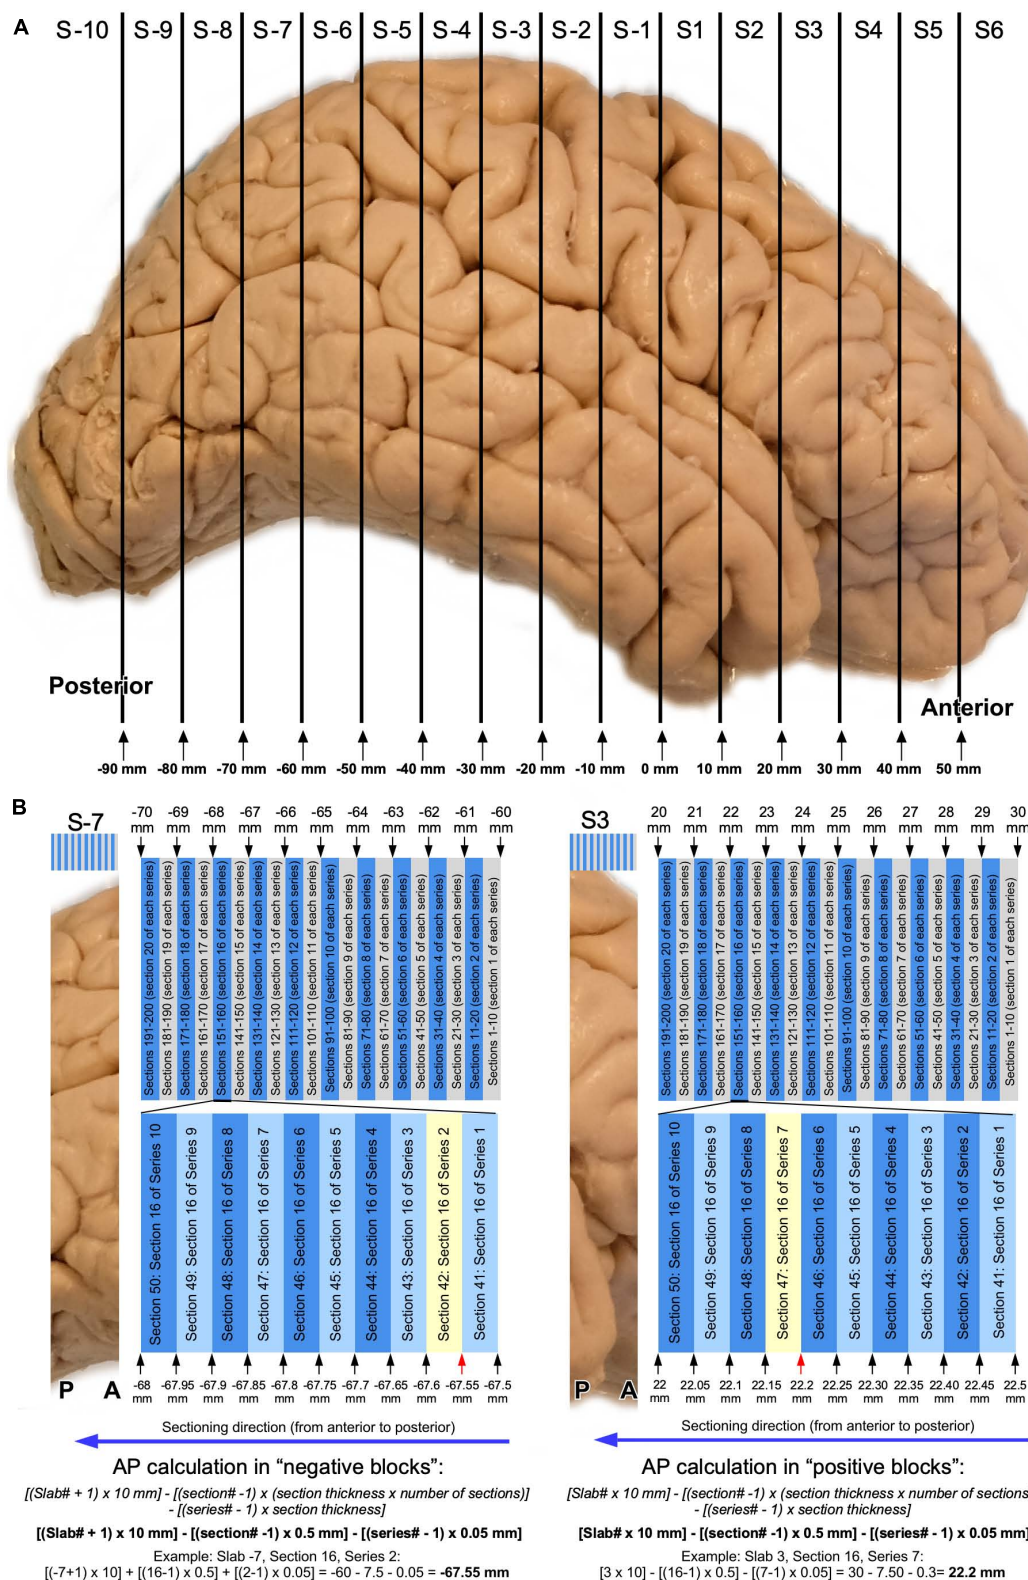 A
S-10 S-9 S-8 S-7 S-6 S-5 S-4 S-3 S-2 S-1 S1 S2 S3 S4 S5 S6
Posterior
Anterior
-90 mm -80 mm -70 mm -60 mm -50 mm -40 mm -30 mm -20 mm -10 mm 0 mm 10 mm 20 mm 30 mm 40 mm 50 mm
B
S-7
-70 -69 -68 -67 -66 -65 -64 -63 -62 -61 -60
mm mm mm mm mm mm mm mm mm mm mm
Sections 191-200 (section 20 of each series)
Sections 181-190 (section 19 of each series)
Sections 171-180 (section 18 of each series)
Sections 161-170 (section 17 of each series)
Sections 151-160 (section 16 of each series)
Sections 141-150 (section 15 of each series)
Sections 131-140 (section 14 of each series)
Sections 121-130 (section 13 of each series)
Sections 111-120 (section 12 of each series)
Sections 101-110 (section 11 of each series)
Sections 91-100 (section 10 of each series)
Sections 81-90 (section 9 of each series)
Sections 71-80 (section 8 of each series)
Sections 61-70 (section 7 of each series)
Sections 51-60 (section 6 of each series)
Sections 41-50 (section 5 of each series)
Sections 31-40 (section 4 of each series)
Sections 21-30 (section 3 of each series)
Sections 11-20 (section 2 of each series)
Sections 1-10 (section 1 of each series)
Section 50: Section 16 of Series 10
Section 49: Section 16 of Series 9
Section 48: Section 16 of Series 8
Section 47: Section 16 of Series 7
Section 46: Section 16 of Series 6
Section 45: Section 16 of Series 5
Section 44: Section 16 of Series 4
Section 43: Section 16 of Series 3
Section 42: Section 16 of Series 2
Section 41: Section 16 of Series 1
P A
-68 -67.95 -67.9 -67.85 -67.8 -67.75 -67.7 -67.65 -67.6 -67.55 -67.5
mm mm mm mm mm mm mm mm mm mm mm
Sectioning direction (from anterior to posterior)
AP calculation in “negative blocks”:
[(Slab# + 1) x 10 mm] - [(section# -1) x (section thickness x number of sections)]
- [(series# - 1) x section thickness]
[(Slab# + 1) x 10 mm] - [(section# -1) x 0.5 mm] - [(series# - 1) x 0.05 mm]
Example: Slab -7, Section 16, Series 2:
[(-7+1) x 10] + [(16-1) x 0.5] + [(2-1) x 0.05] = -60 - 7.5 - 0.05 = -67.55 mm
S3
20 21 22 23 24 25 26 27 28 29 30
mm mm mm mm mm mm mm mm mm mm mm
Sections 191-200 (section 20 of each series)
Sections 181-190 (section 19 of each series)
Sections 171-180 (section 18 of each series)
Sections 161-170 (section 17 of each series)
Sections 151-160 (section 16 of each series)
Sections 141-150 (section 15 of each series)
Sections 131-140 (section 14 of each series)
Sections 121-130 (section 13 of each series)
Sections 111-120 (section 12 of each series)
Sections 101-110 (section 11 of each series)
Sections 91-100 (section 10 of each series)
Sections 81-90 (section 9 of each series)
Sections 71-80 (section 8 of each series)
Sections 61-70 (section 7 of each series)
Sections 51-60 (section 6 of each series)
Sections 41-50 (section 5 of each series)
Sections 31-40 (section 4 of each series)
Sections 21-30 (section 3 of each series)
Sections 11-20 (section 2 of each series)
Sections 1-10 (section 1 of each series)
Section 50: Section 16 of Series 10
Section 49: Section 16 of Series 9
Section 48: Section 16 of Series 8
Section 47: Section 16 of Series 7
Section 46: Section 16 of Series 6
Section 45: Section 16 of Series 5
Section 44: Section 16 of Series 4
Section 43: Section 16 of Series 3
Section 42: Section 16 of Series 2
Section 41: Section 16 of Series 1
P A
22 22.05 22.1 22.15 22.2 22.25 22.30 22.35 22.40 22.45 22.5
mm mm mm mm mm mm mm mm mm mm mm
Sectioning direction (from anterior to posterior)
AP calculation in “positive blocks”:
[Slab# x 10 mm] - [(section# -1) x (section thickness x number of sections
- [(series# - 1) x section thickness]
[Slab# x 10 mm] - [(section# -1) x 0.5 mm] - [(series# - 1) x 0.05 mm]
Example: Slab 3, Section 16, Series 7:
[3 x 10] - [(16-1) x 0.5] - [(7-1) x 0.05] = 30 - 7.50 - 0.3= 22.2 mm